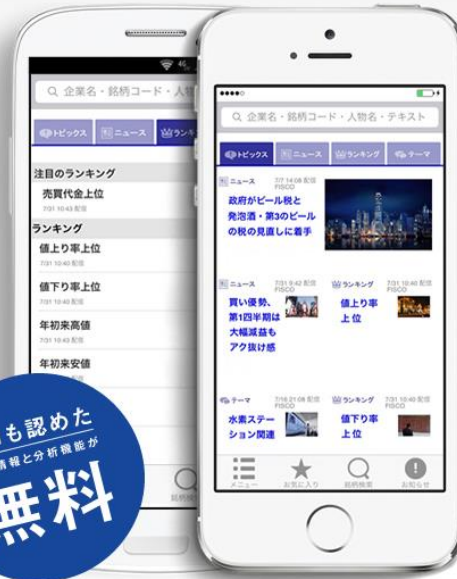 企業名・銘柄コード・人物
トピックス
ニュース
ランキ
注目のランキング
売買代金上位
7/31 10:43 配信
ランキング
値上り率上位
7/31 10:40 配信
値下り率上位
7/31 10:40 配信
年初来高値
7/31 10:43 配信
年初来安値
も認めた
情報と分析機能が
無料
企業名・銘柄コード・人物名・テキスト
トピックス
ニュース
ランキング
テーマ
ニュース
7/7 14:08 配信
FISCO
政府がビール税と
発泡酒・第3のビール
の税の見直しに着手
ニュース
7/31 9:42 配信
FISCO
買い優勢、
第1四半期は
大幅減益も
アク抜け感
ランキング
7/31 10:40 配信
FISCO
値上り率
上位
テーマ
7/16 21:08 配信
FISCO
水素ステー
ション関連
ランキング
7/31 10:40 配信
FISCO
値下り率
上位
メニュー
お気に入り
銘柄検索
お知らせ